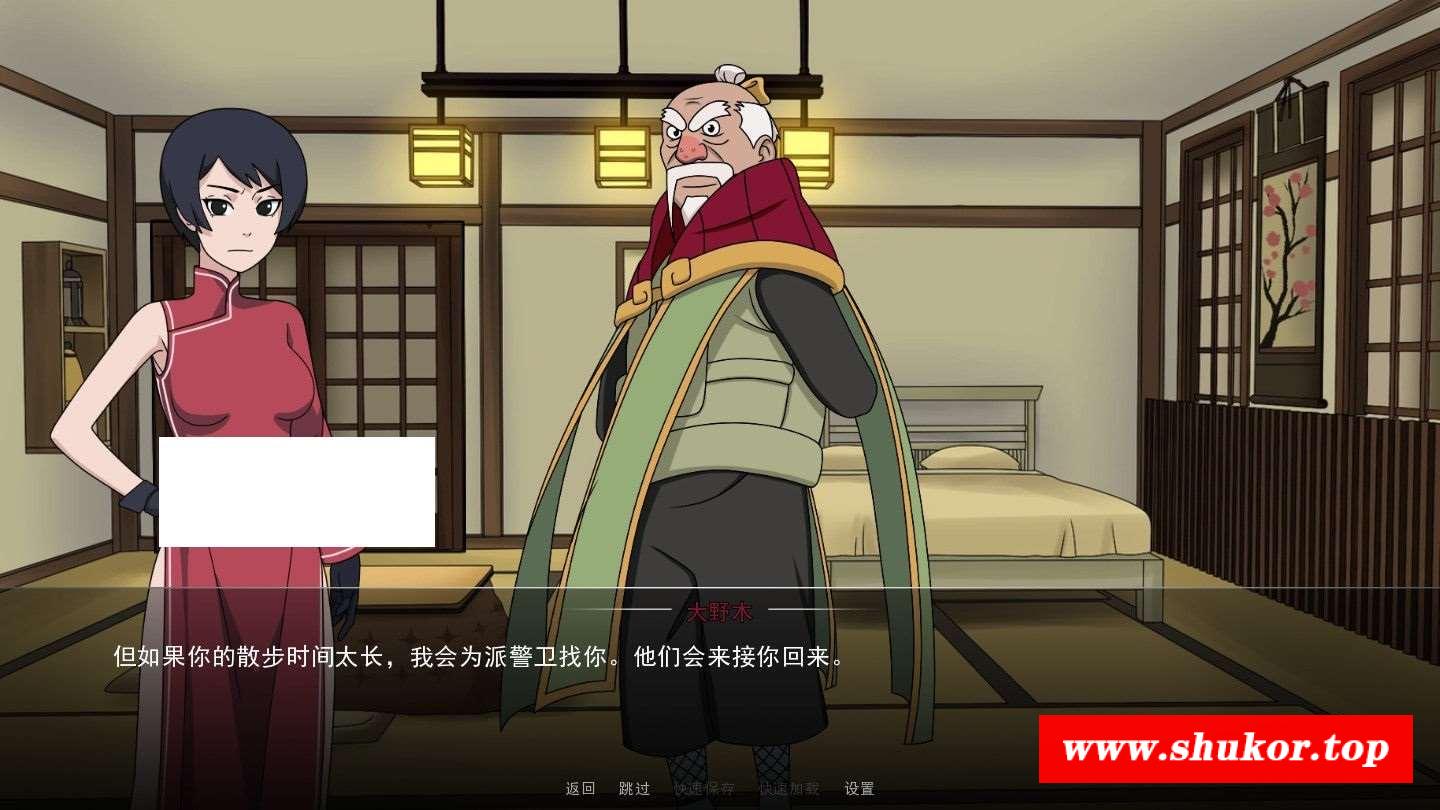 大野木
但如果你的散步时间太长，我会为派警卫找你。他们会来接你回来。
www.shukor.top
返回 跳过 快速保存 快速加载 设置